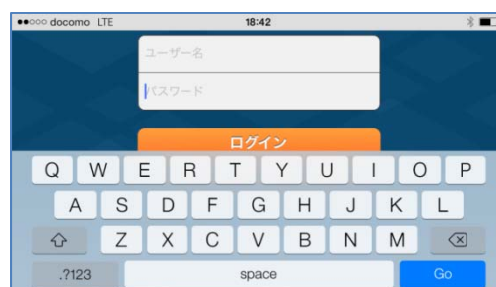 docomo LTE 18:42
ユーザー名
パスワード
ログイン
Q W E R T Y U I O P
A S D F G H J K L
Z X C V B N M
.?123 space Go